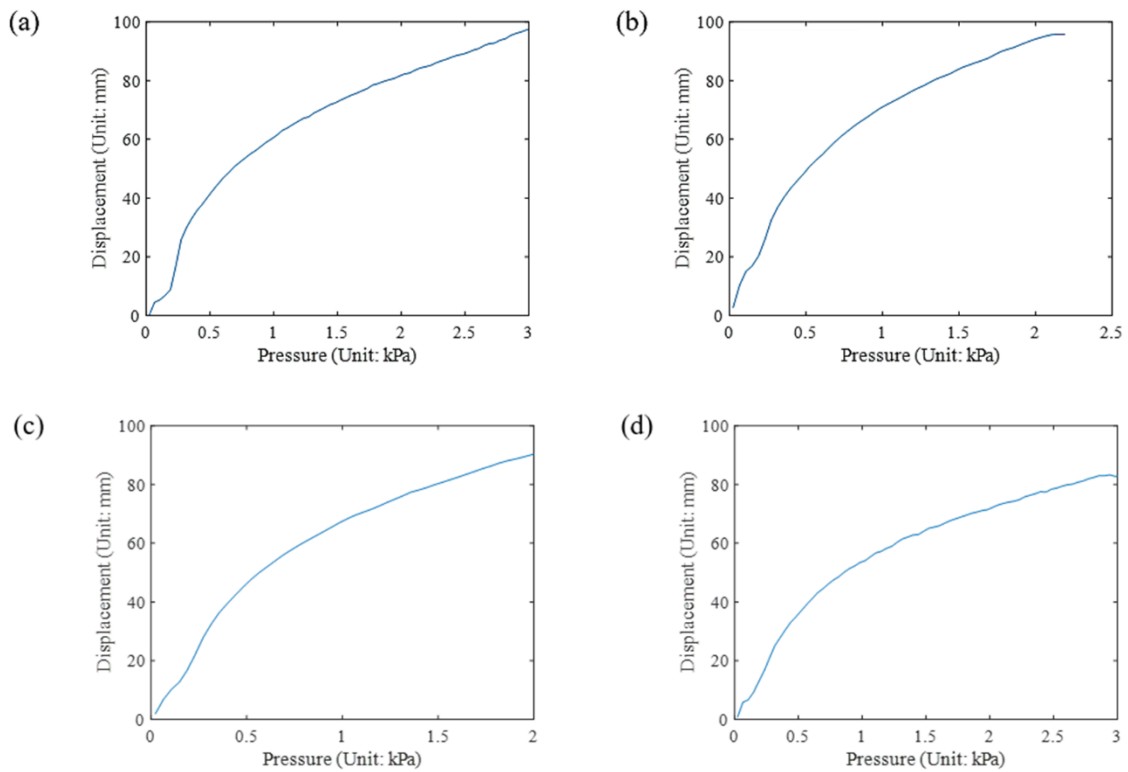 (a)
100
80
60
40
20
0
Displacement (Unit: mm)
0 0.5 1 1.5 2 2.5 3
Pressure (Unit: kPa)
(b)
100
80
60
40
20
0
Displacement (Unit: mm)
0 0.5 1 1.5 2 2.5
Pressure (Unit: kPa)
(c)
100
80
60
40
20
0
Displacement (Unit: mm)
0 0.5 1 1.5 2
Pressure (Unit: kPa)
(d)
100
80
60
40
20
0
Displacement (Unit: mm)
0 0.5 1 1.5 2 2.5 3
Pressure (Unit: kPa)